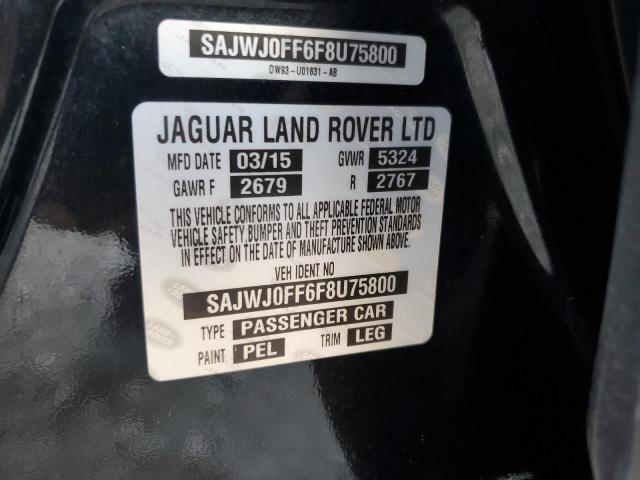 SAJWJ0FF6F8U75800
DW93-U01631-AB
JAGUAR LAND ROVER LTD
MFD DATE 03/15 GVWR 5324
GAWR F 2679 R 2767
THIS VEHICLE CONFORMS TO ALL APPLICABLE FEDERAL MOTOR
VEHICLE SAFETY BUMPER AND THEFT PREVENTION STANDARDS
IN EFFECT ON THE DATE OF MANUFACTURE SHOWN ABOVE.
VEH IDENT NO
SAJWJ0FF6F8U75800
TYPE PASSENGER CAR
PAINT PEL TRIM LEG